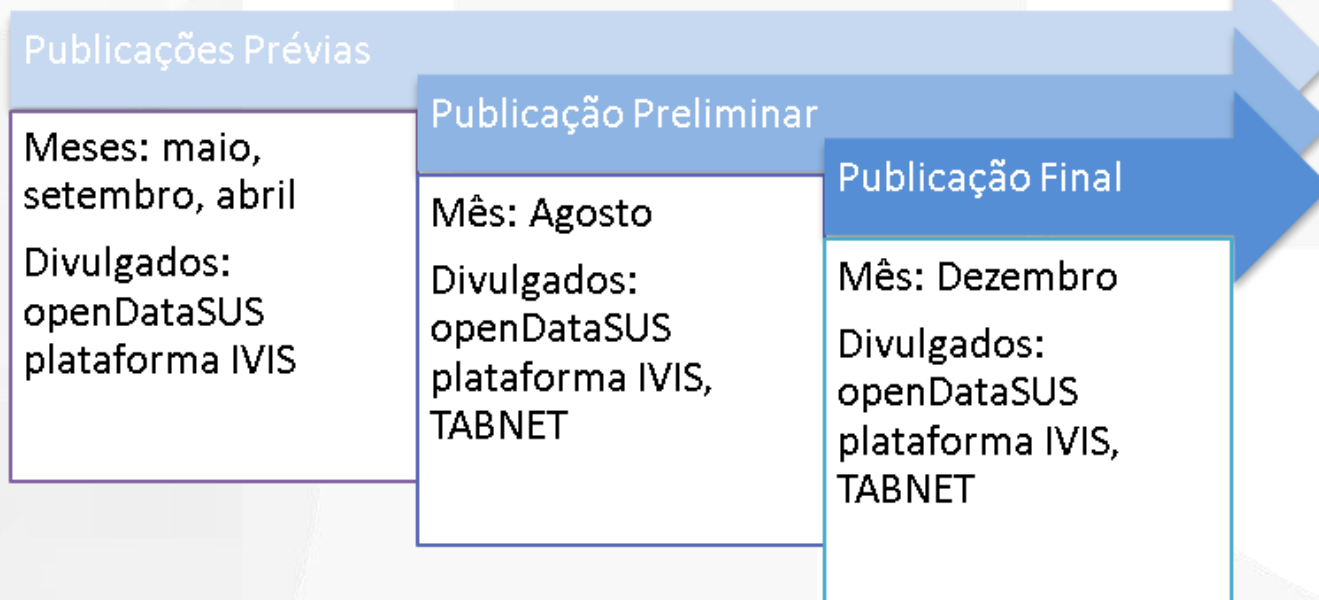 Publicações Prévias
Meses: maio,
setembro, abril
Divulgados:
openDataSUS
plataforma IVIS
Publicação Preliminar
Mês: Agosto
Divulgados:
openDataSUS
plataforma IVIS,
TABNET
Publicação Final
Mês: Dezembro
Divulgados:
openDataSUS
plataforma IVIS,
TABNET